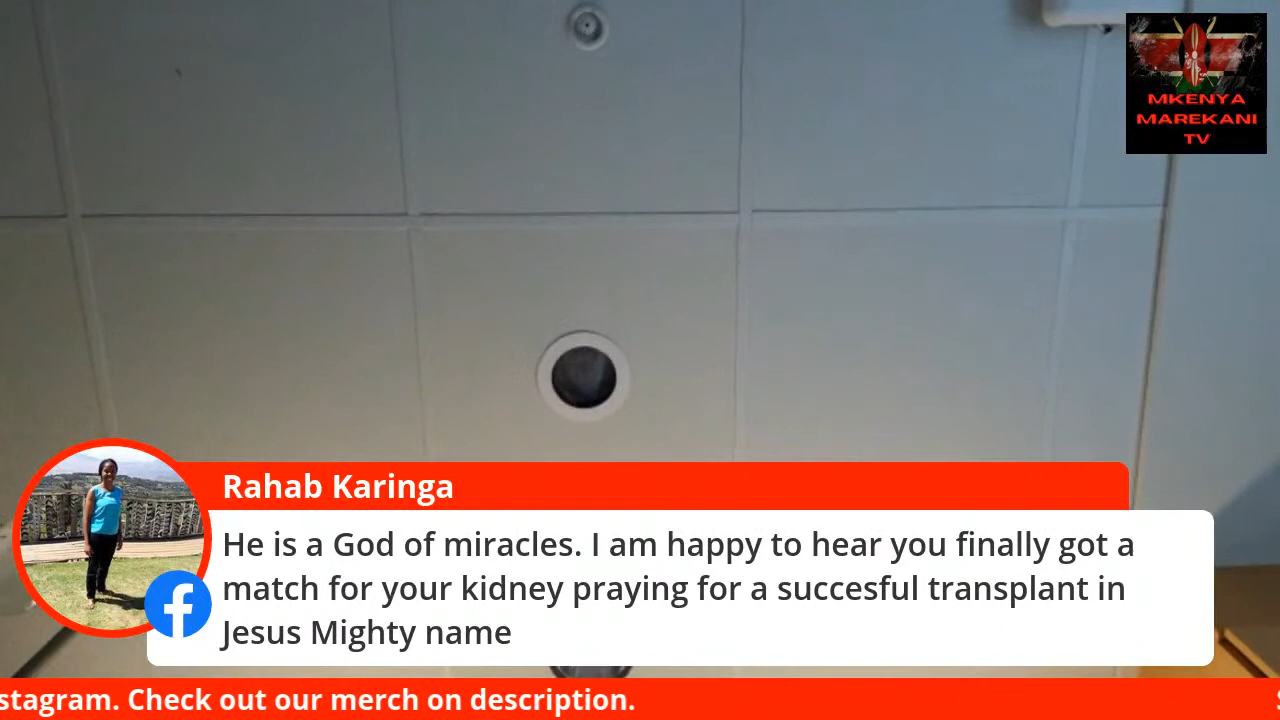 MKENYA
MAREKANI
TV
Rahab Karinga
He is a God of miracles. I am happy to hear you finally got a
match for your kidney praying for a succesful transplant in
Jesus Mighty name
stagram. Check out our merch on description.